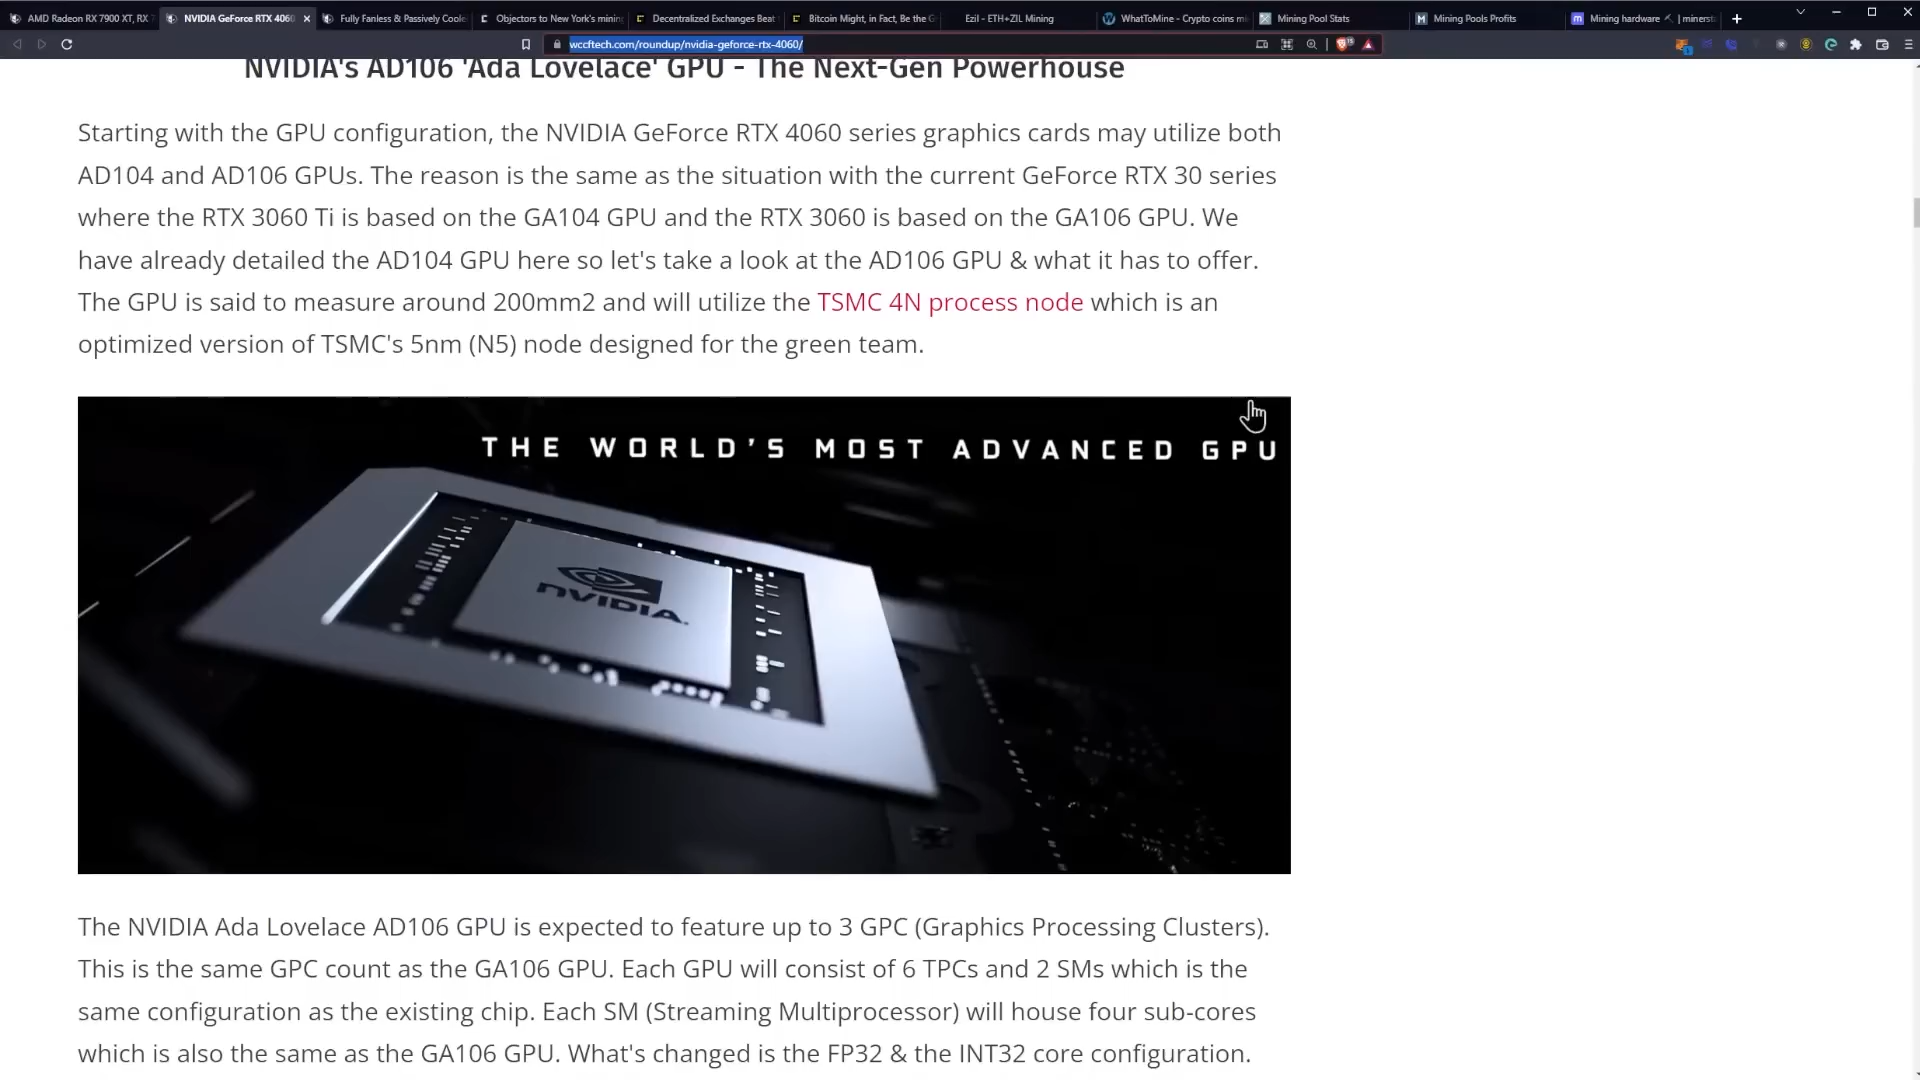 AMD Radeon RX 7900 XT, RX 7
NVIDIA GeForce RTX 4060
Fully Fanless & Passively Coole
Objectors to New York's mining
Decentralized Exchanges Beat
Bitcoin Might, in Fact, Be the G
Ezil - ETH+ZIL Mining
WhatToMine - Crypto coins mi
Mining Pool Stats
Mining Pools Profits
Mining hardware
minersta
wccftech.com/roundup/nvidia-geforce-rtx-4060/
NVIDIA's AD106 'Ada Lovelace' GPU - The Next-Gen Powerhouse
Starting with the GPU configuration, the NVIDIA GeForce RTX 4060 series graphics cards may utilize both
AD104 and AD106 GPUs. The reason is the same as the situation with the current GeForce RTX 30 series
where the RTX 3060 Ti is based on the GA104 GPU and the RTX 3060 is based on the GA106 GPU. We
have already detailed the AD104 GPU here so let's take a look at the AD106 GPU & what it has to offer.
The GPU is said to measure around 200mm2 and will utilize the TSMC 4N process node which is an
optimized version of TSMC's 5nm (N5) node designed for the green team.
THE WORLD'S MOST ADVANCED GPU
NVIDIA.
The NVIDIA Ada Lovelace AD106 GPU is expected to feature up to 3 GPC (Graphics Processing Clusters).
This is the same GPC count as the GA106 GPU. Each GPU will consist of 6 TPCs and 2 SMs which is the
same configuration as the existing chip. Each SM (Streaming Multiprocessor) will house four sub-cores
which is also the same as the GA106 GPU. What's changed is the FP32 & the INT32 core configuration.